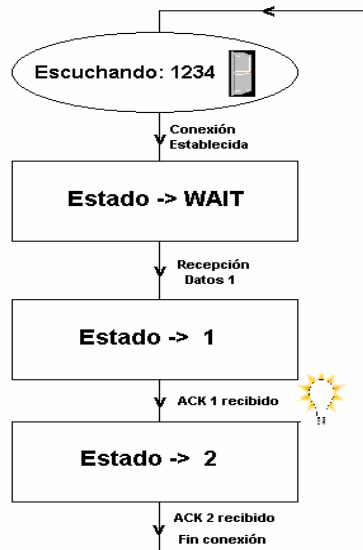 Escuchando: 1234
Conexión
Establecida
Estado -> WAIT
Recepción
Datos 1
Estado -> 1
ACK 1 recibido
Estado -> 2
ACK 2 recibido
Fin conexión